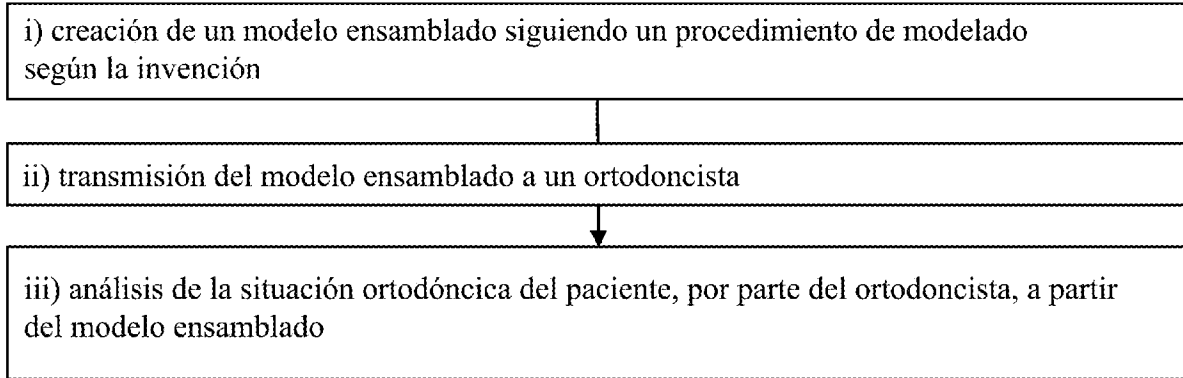 i) creación de un modelo ensamblado siguiendo un procedimiento de modelado
según la invención
ii) transmisión del modelo ensamblado a un ortodoncista
iii) análisis de la situación ortodóncica del paciente, por parte del ortodoncista, a partir
del modelo ensamblado